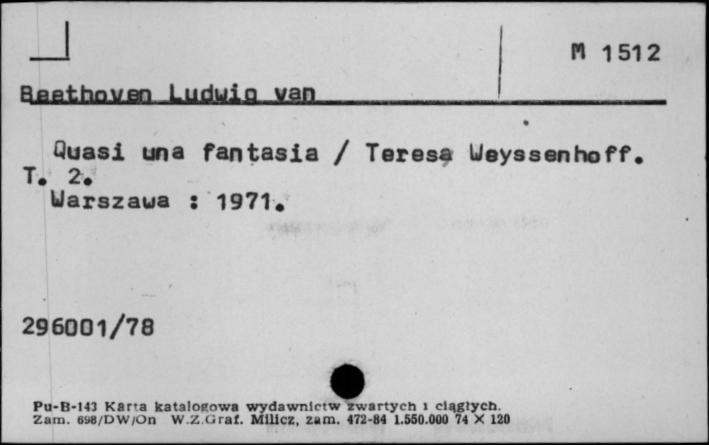 M 1512
Beethoven Ludwig van
Quasi una fantasia / Teresa Weyssenhoff.
T. 2.
Warszawa : 1971.
296001/78
Pu-B-143 Karta katalogowa wydawnictw zwartych i ciągłych.
Zam. 698/DW/On W.Z.Graf. Milicz, zam. 472-84 1.550.000 74 X 120